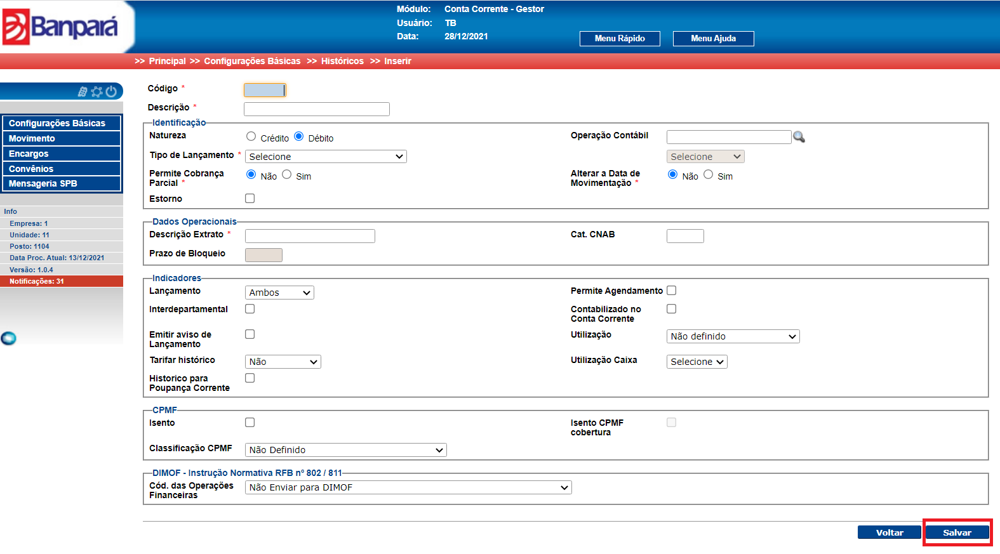 Banpará
Módulo: Conta Corrente - Gestor
Usuário: TB
Data: 28/12/2021
Menu Rápido Menu Ajuda
>> Principal >> Configurações Básicas >> Históricos >> Inserir
Configurações Básicas
Movimento
Encargos
Convênios
Mensageria SPB
Info
Empresa: 1
Unidade: 11
Posto: 1104
Data Proc. Atual: 13/12/2021
Versão: 1.0.4
Notificações: 31
Código *
Descrição *
Identificação
Natureza Crédito Débito Operação Contábil
Tipo de Lançamento * Selecione Selecione
Permite Cobrança Parcial * Não Sim Alterar a Data de Movimentação * Não Sim
Estorno
Dados Operacionais
Descrição Extrato * Cat. CNAB
Prazo de Bloqueio
Indicadores
Lançamento Ambos Permite Agendamento
Interdepartamental Contabilizado no Conta Corrente
Emitir aviso de Lançamento Utilização Não definido
Tarifar histórico Não Utilização Caixa Selecione
Historico para Poupança Corrente
CPMF
Isento Isento CPMF cobertura
Classificação CPMF Não Definido
DIMOF - Instrução Normativa RFB nº 802 / 811
Cód. das Operações Financeiras Não Enviar para DIMOF
Voltar Salvar